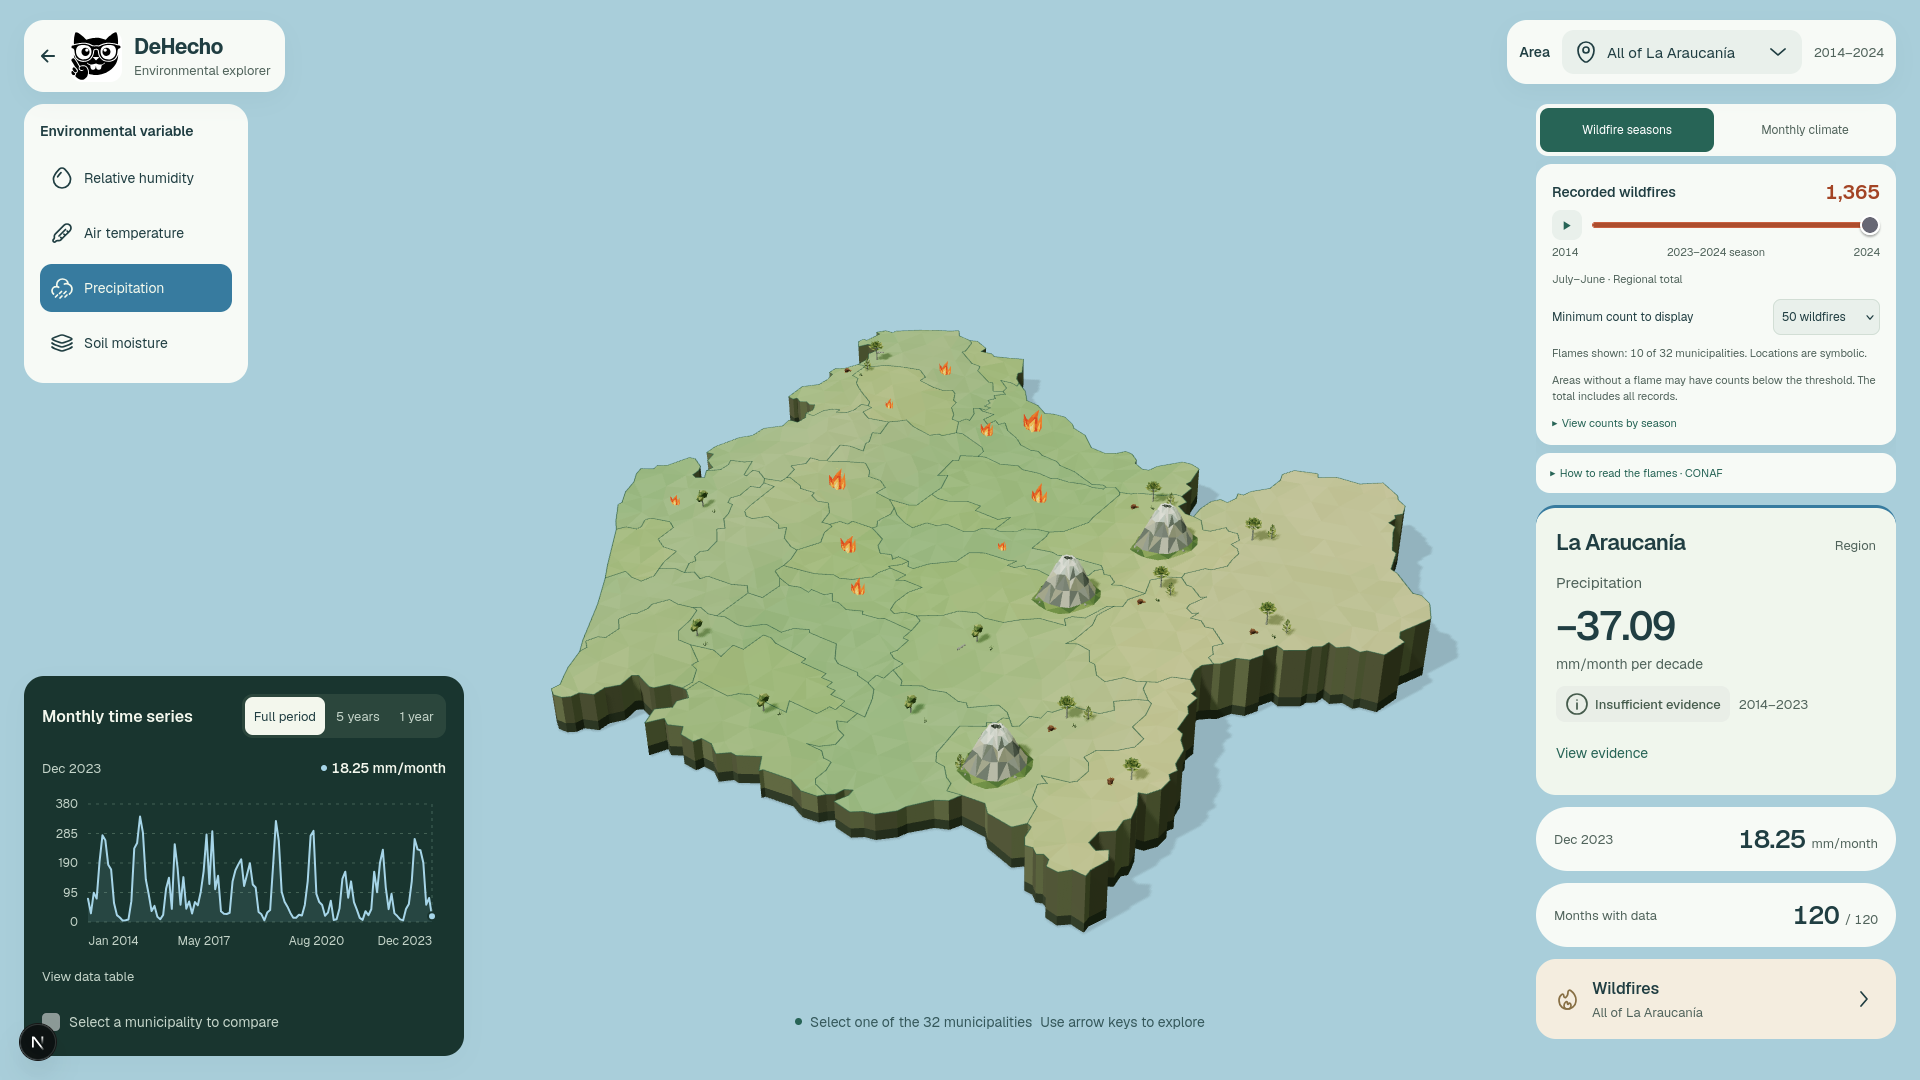 DeHecho
Environmental explorer
Area
All of La Araucanía
2014–2024
Environmental variable
Relative humidity
Air temperature
Precipitation
Soil moisture
Wildfire seasons
Monthly climate
Recorded wildfires
1,365
2014
2023–2024 season
2024
July–June · Regional total
Minimum count to display
50 wildfires
Flames shown: 10 of 32 municipalities. Locations are symbolic.
Areas without a flame may have counts below the threshold. The
total includes all records.
View counts by season
How to read the flames · CONAF
La Araucanía
Region
Precipitation
−37.09
mm/month per decade
Insufficient evidence
2014–2023
View evidence
Dec 2023
18.25 mm/month
Months with data
120 / 120
Wildfires
All of La Araucanía
Monthly time series
Full period
5 years
1 year
Dec 2023
18.25 mm/month
380
285
190
95
0
Jan 2014
May 2017
Aug 2020
Dec 2023
View data table
Select a municipality to compare
N
Select one of the 32 municipalities
Use arrow keys to explore